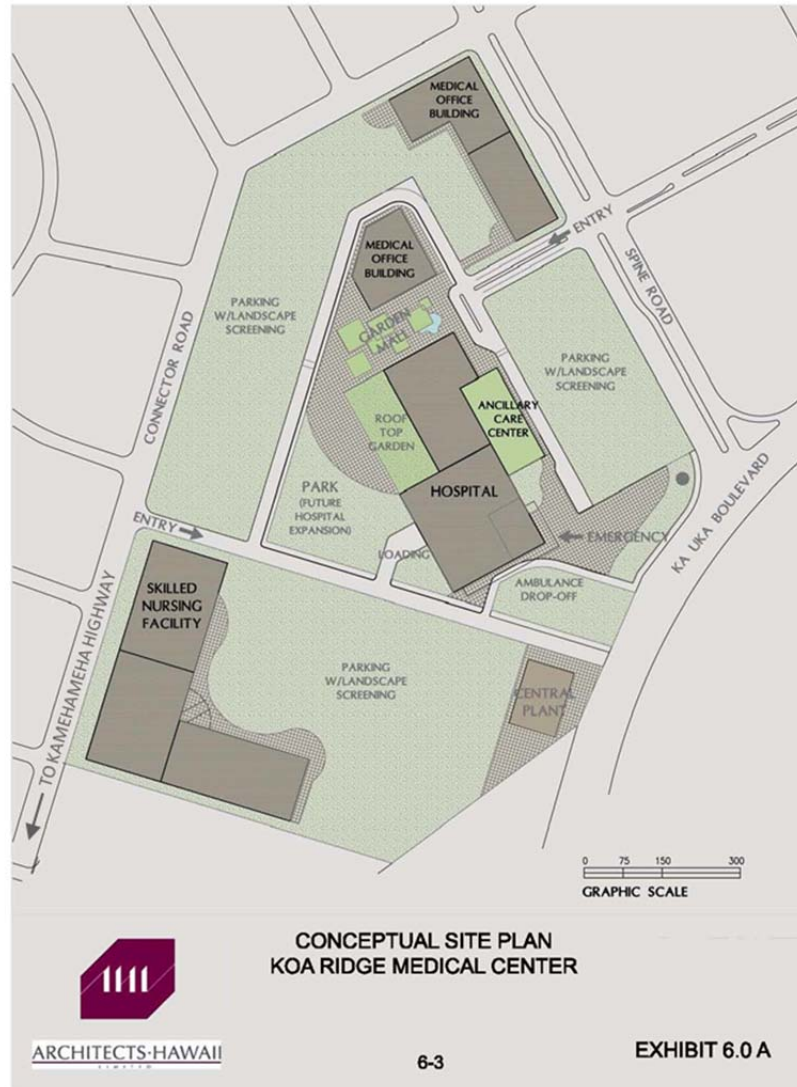 MEDICAL
OFFICE
BUILDING
ENTRY
SPINE ROAD
MEDICAL
OFFICE
BUILDING
PARKING
W/LANDSCAPE
SCREENING
CONNECTOR ROAD
GARDEN
MALL
PARKING
W/LANDSCAPE
SCREENING
ROOF
TOP
GARDEN
ANCILLARY
CARE
CENTER
HOSPITAL
PARK
(FUTURE
HOSPITAL
EXPANSION)
KA UKA BOULEVARD
ENTRY
EMERGENCY
LOADING
AMBULANCE
DROP-OFF
SKILLED
NURSING
FACILITY
PARKING
W/LANDSCAPE
SCREENING
CENTRAL
PLANT
TO KAMEHAMEHA HIGHWAY
0 75 150 300
GRAPHIC SCALE
CONCEPTUAL SITE PLAN
KOA RIDGE MEDICAL CENTER
ARCHITECTS·HAWAII
LIMITED
6-3
EXHIBIT 6.0 A